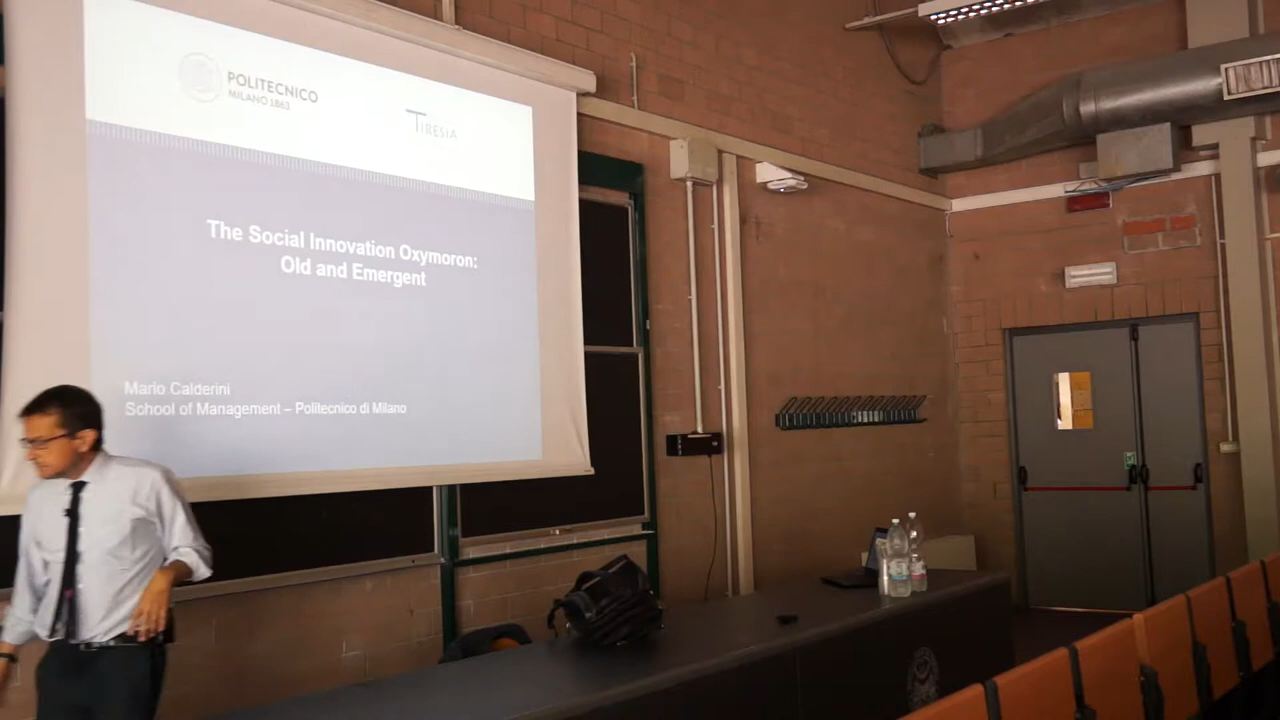 POLITECNICO
MILANO 1863
TIRESIA
The Social Innovation Oxymoron:
Old and Emergent
Mario Calderini
School of Management – Politecnico di Milano